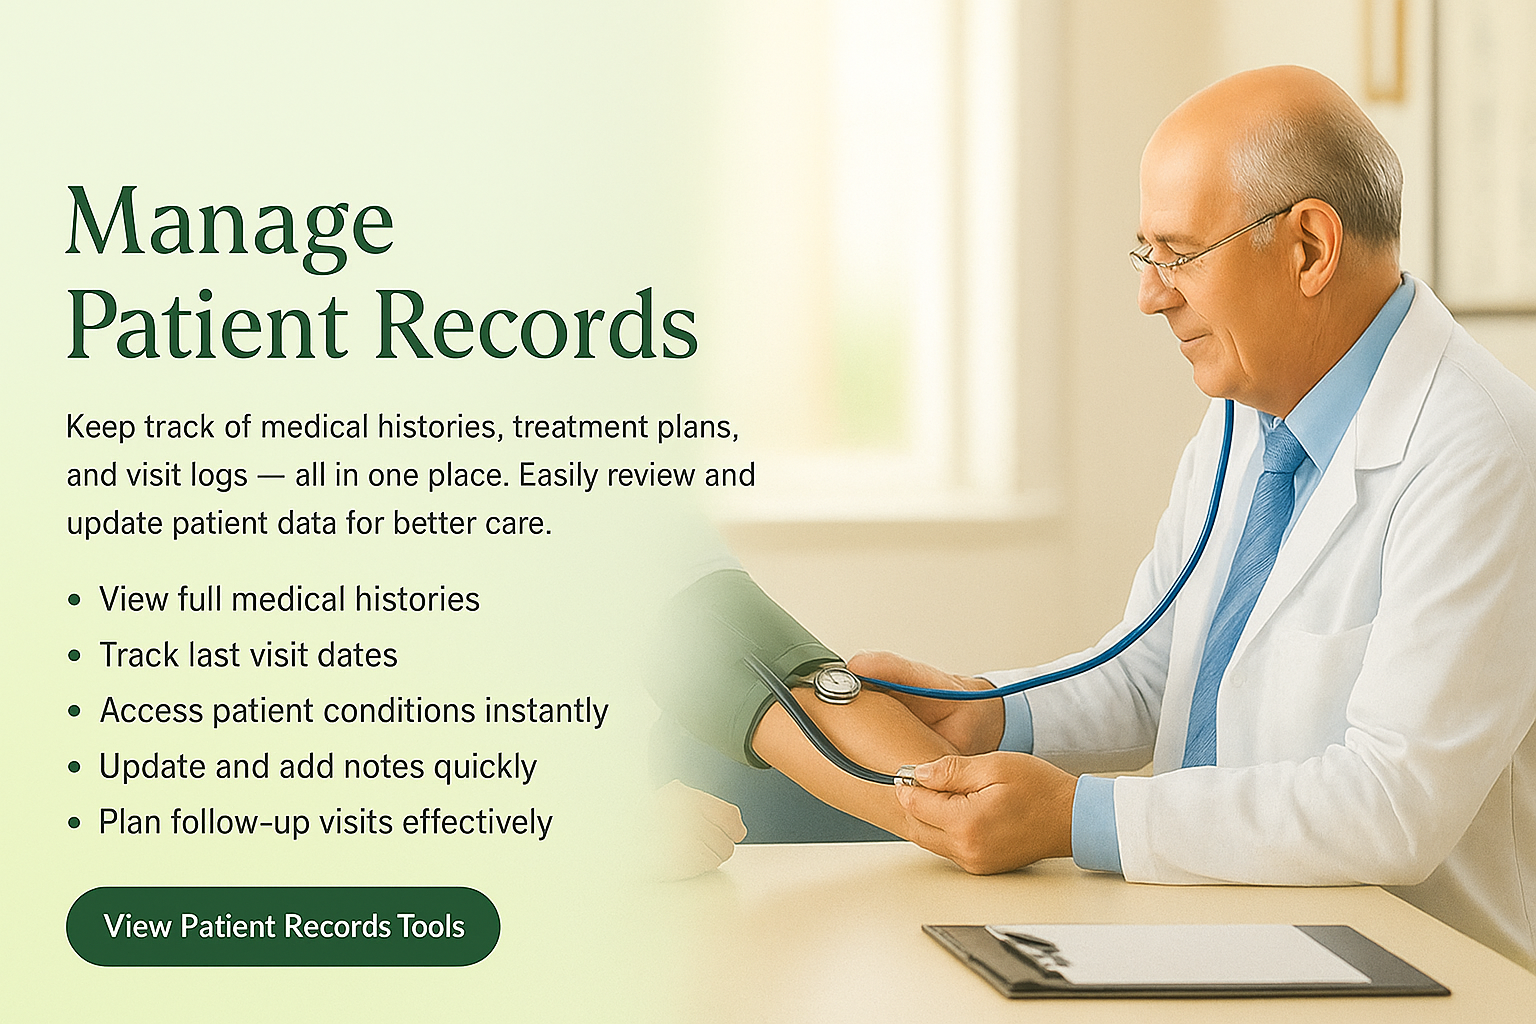 Manage
Patient Records
Keep track of medical histories, treatment plans,
and visit logs — all in one place. Easily review and
update patient data for better care.
• View full medical histories
• Track last visit dates
• Access patient conditions instantly
• Update and add notes quickly
• Plan follow-up visits effectively
View Patient Records Tools